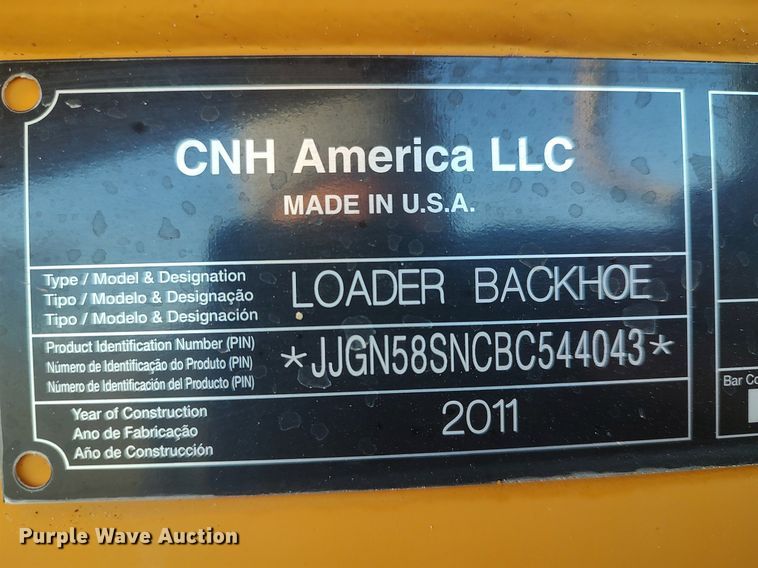 CNH America LLC
MADE IN U.S.A.
Type / Model & Designation
Tipo / Modelo & Designação
Tipo / Modelo & Designación
LOADER BACKHOE
Product Identification Number (PIN)
Número de Identificação do Produto (PIN)
Número de Identificación del Producto (PIN)
*JJGN58SNCBC544043*
Year of Construction
Ano de Fabricação
Año de Construcción
2011
Bar Co
Purple Wave Auction